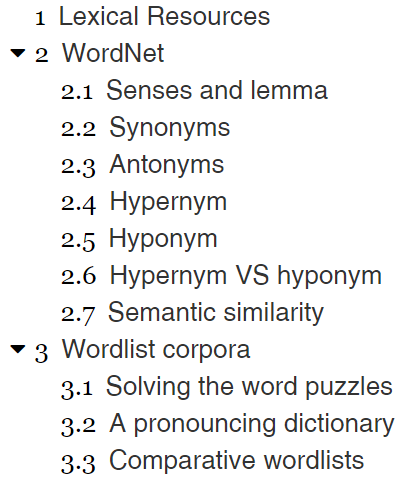 1 Lexical Resources
2 WordNet
2.1 Senses and lemma
2.2 Synonyms
2.3 Antonyms
2.4 Hypernym
2.5 Hyponym
2.6 Hypernym VS hyponym
2.7 Semantic similarity
3 Wordlist corpora
3.1 Solving the word puzzles
3.2 A pronouncing dictionary
3.3 Comparative wordlists